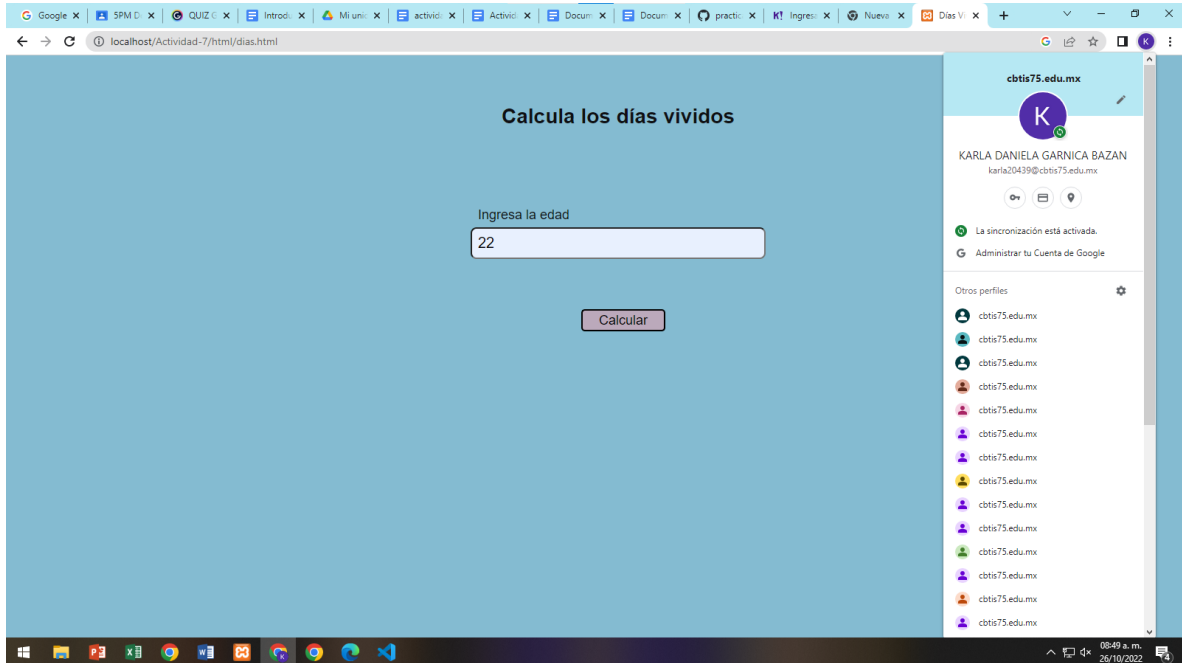 Google
5PM D
QUIZ G
Introdu
Mi unic
activida
Activid
Docum
Docum
practic
K! Ingresa
Nueva
Días Vi
localhost/Actividad-7/html/dias.html
K
Calcula los días vividos
Ingresa la edad
22
Calcular
cbtis75.edu.mx
K
KARLA DANIELA GARNICA BAZAN
karla20439@cbtis75.edu.mx
La sincronización está activada.
G Administrar tu Cuenta de Google
Otros perfiles
cbtis75.edu.mx
cbtis75.edu.mx
cbtis75.edu.mx
cbtis75.edu.mx
cbtis75.edu.mx
cbtis75.edu.mx
cbtis75.edu.mx
cbtis75.edu.mx
cbtis75.edu.mx
cbtis75.edu.mx
cbtis75.edu.mx
cbtis75.edu.mx
cbtis75.edu.mx
cbtis75.edu.mx
08:49 a. m.
26/10/2022
4